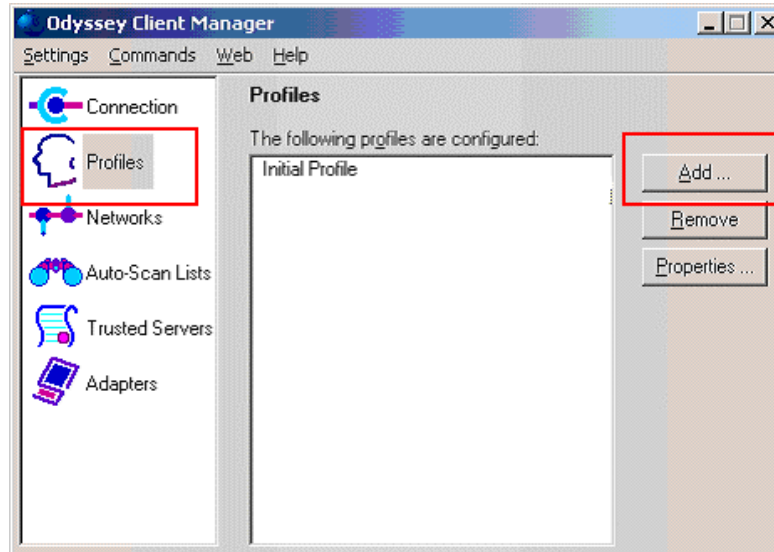 Odyssey Client Manager
Settings Commands Web Help
Connection
Profiles
Networks
Auto-Scan Lists
Trusted Servers
Adapters
Profiles
The following profiles are configured:
Initial Profile
Add ...
Remove
Properties ...